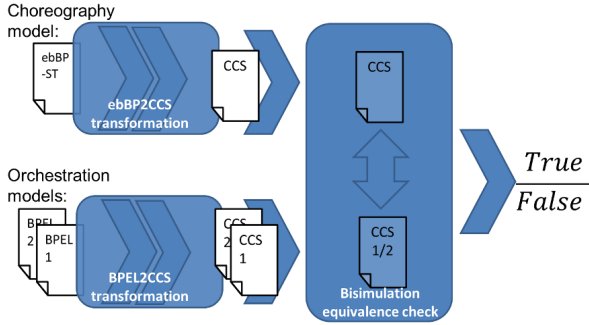 Choreography
model:
ebBP
-ST
ebBP2CCS
transformation
CCS
CCS
Orchestration
models:
BPEL
2
BPEL
1
BPEL2CCS
transformation
CCS
2
CCS
1
CCS
1/2
Bisimulation
equivalence check
True
False